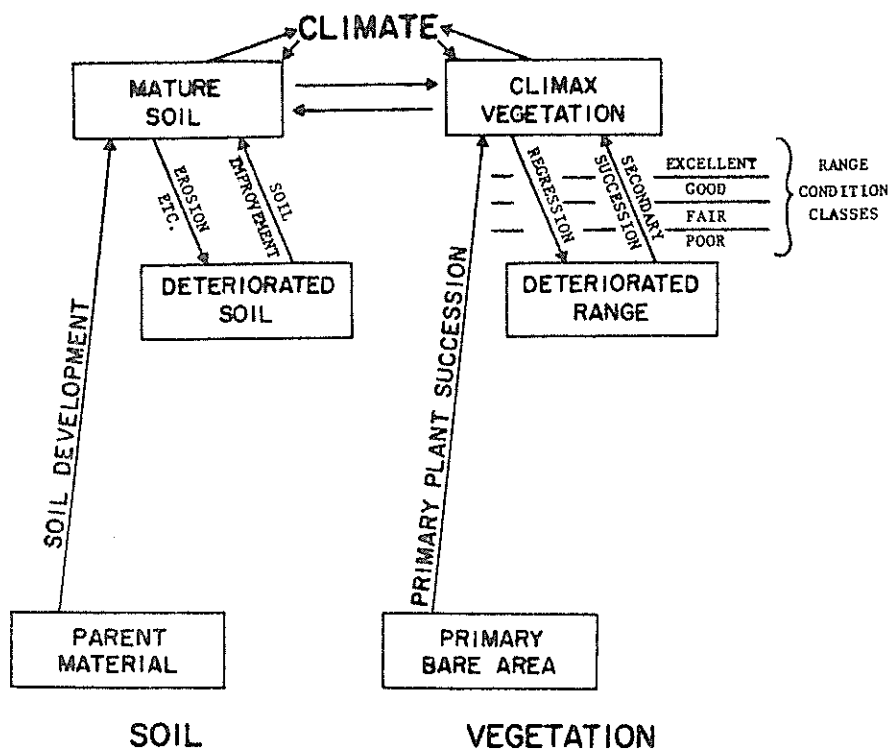 CLIMATE
MATURE
SOIL
CLIMAX
VEGETATION
EROSION
ETC.
SOIL
IMPROVEMENT
REGRESSION
SECONDARY
SUCCESSION
EXCELLENT
GOOD
FAIR
POOR
RANGE
CONDITION
CLASSES
DETERIORATED
SOIL
DETERIORATED
RANGE
SOIL DEVELOPMENT
PRIMARY PLANT SUCCESSION
PARENT
MATERIAL
PRIMARY
BARE AREA
SOIL
VEGETATION